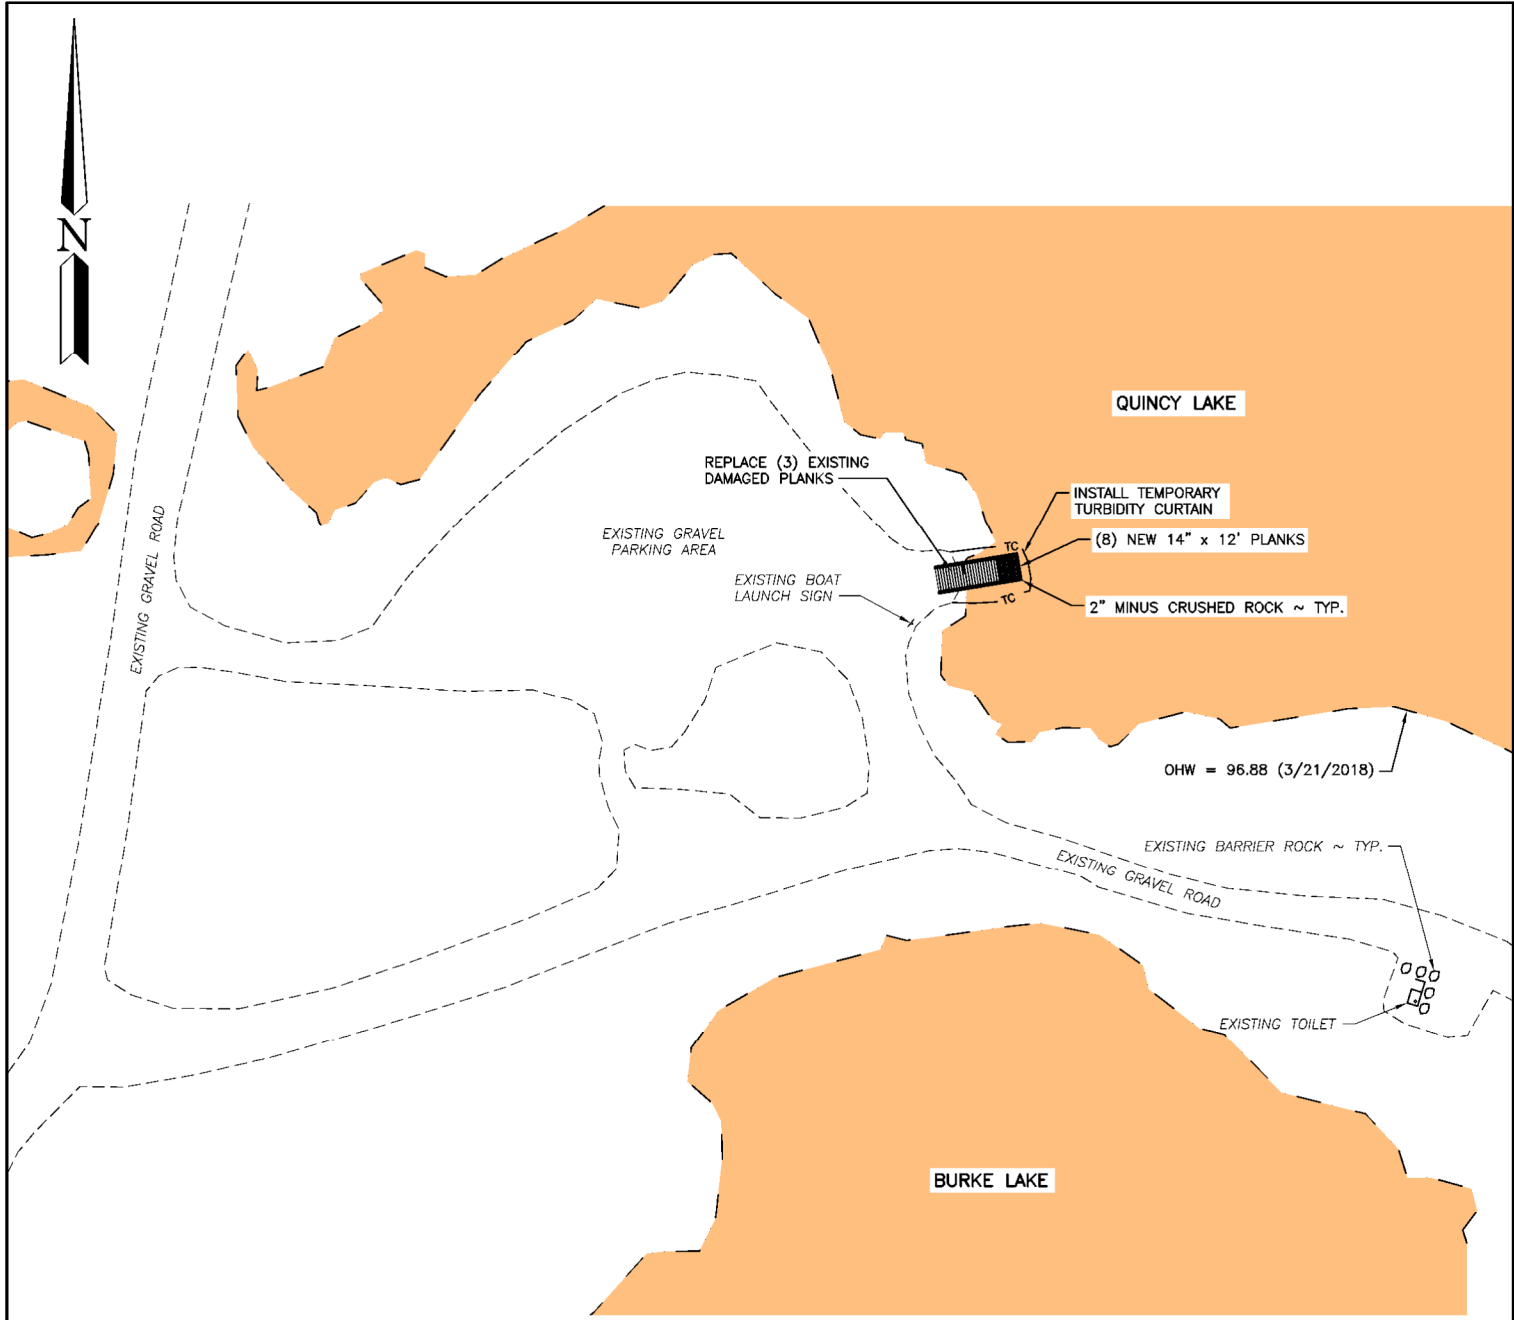 N
QUINCY LAKE
REPLACE (3) EXISTING
DAMAGED PLANKS
INSTALL TEMPORARY
TURBIDITY CURTAIN
EXISTING GRAVEL
PARKING AREA
TC
(8) NEW 14" x 12' PLANKS
EXISTING BOAT
LAUNCH SIGN
TC
2" MINUS CRUSHED ROCK ~ TYP.
EXISTING GRAVEL ROAD
OHW = 96.88 (3/21/2018)
EXISTING BARRIER ROCK ~ TYP.
EXISTING GRAVEL ROAD
EXISTING TOILET
BURKE LAKE